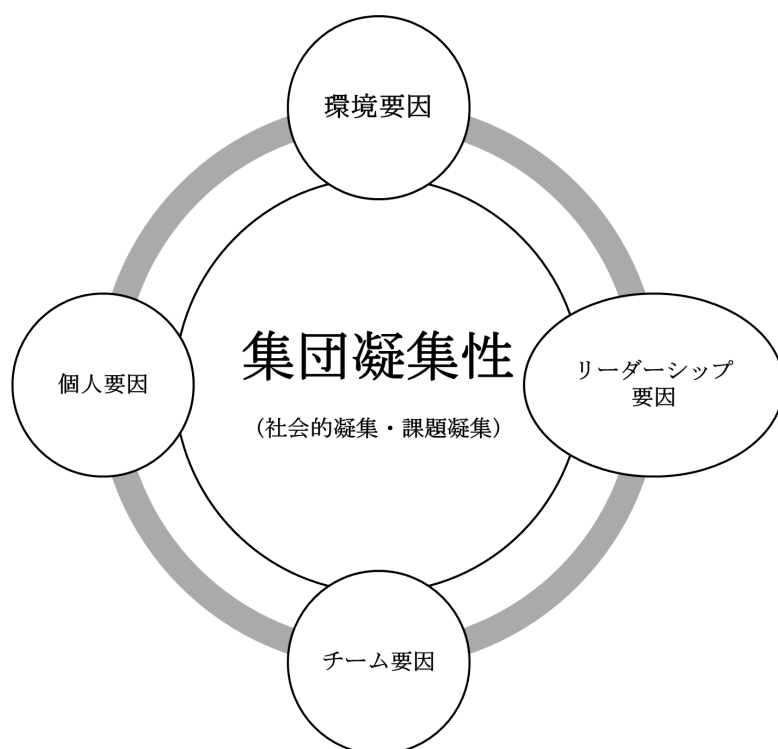 環境要因
集団凝集性
(社会的凝集・課題凝集)
個人要因
リーダーシップ
要因
チーム要因